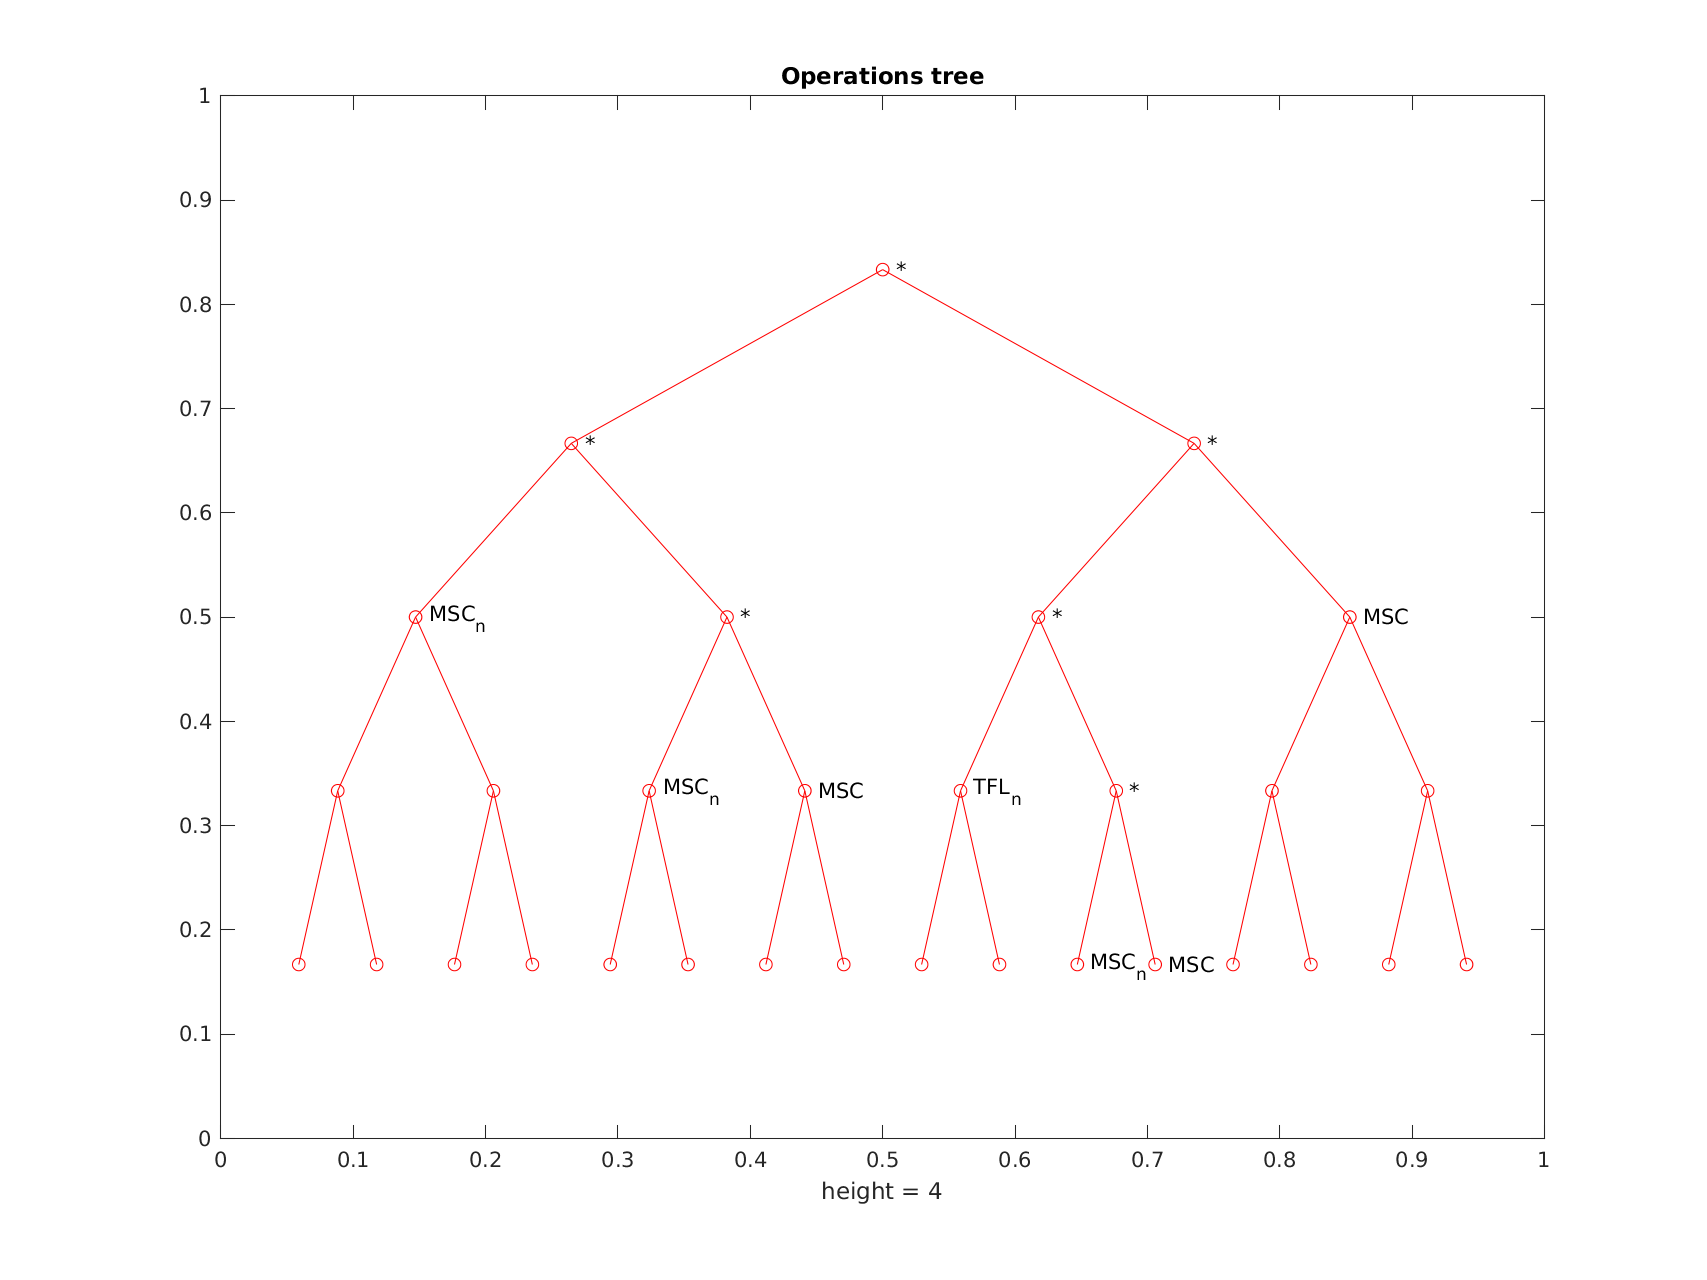 Operations tree
1
0.9
*
0.8
0.7
* *
0.6
MSCn * * MSC
0.5
0.4
MSCn MSC TFLn *
0.3
0.2
MSCn MSC
0.1
0
0 0.1 0.2 0.3 0.4 0.5 0.6 0.7 0.8 0.9 1
height = 4